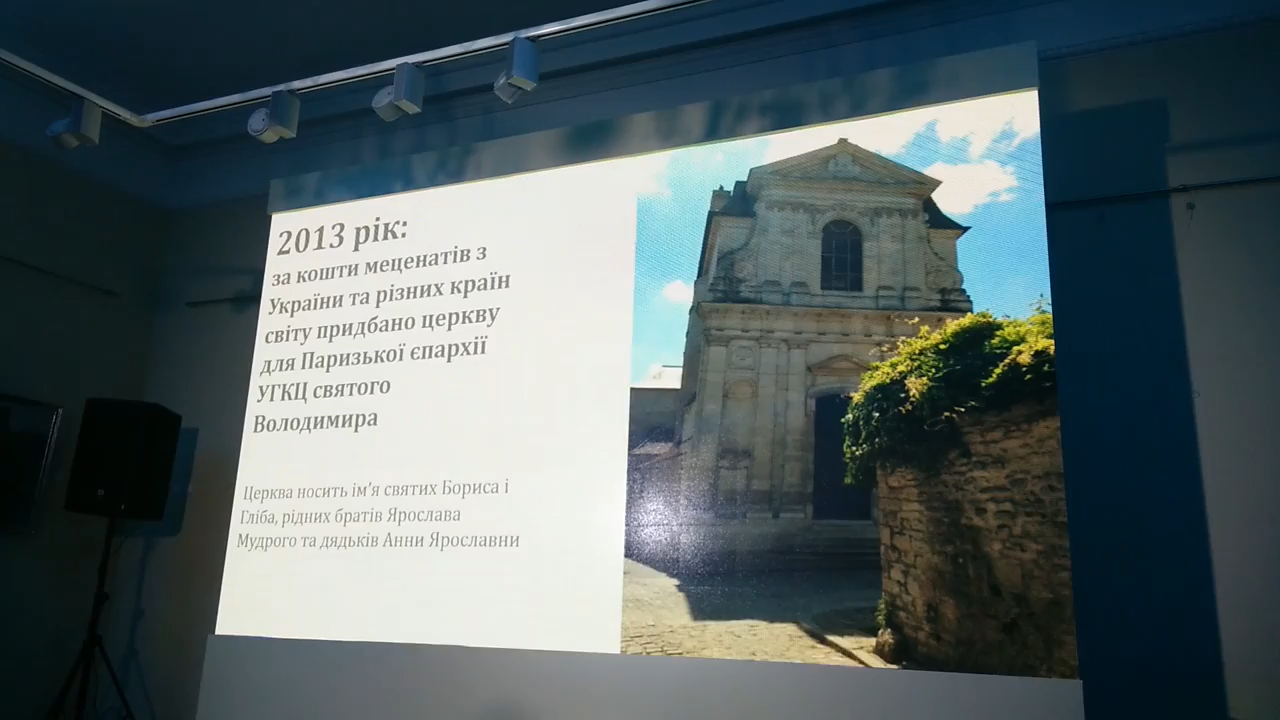 2013 рік:
за кошти меценатів з
України та різних країн
світу придбано церкву
для Паризької єпархії
УГКЦ святого
Володимира
Церква носить ім'я святих Бориса і
Гліба, рідних братів Ярослава
Мудрого та дядьків Анни Ярославни